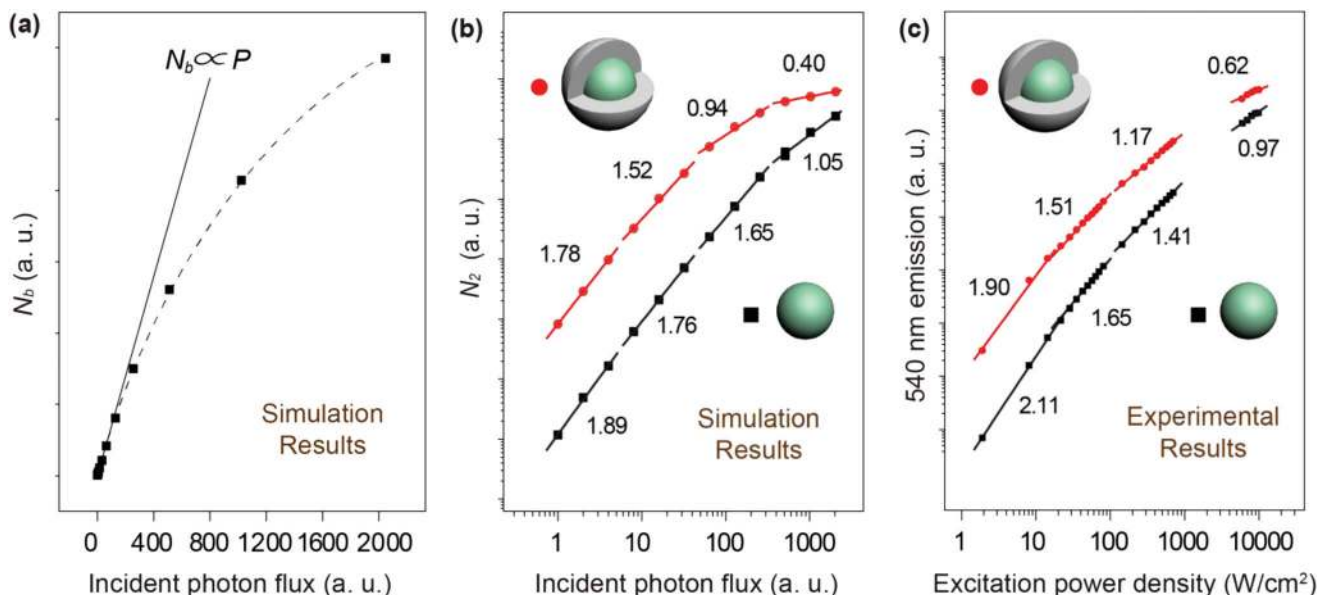 (a)
N_b ∝ P
N_b (a. u.)
Simulation
Results
0 400 800 1200 1600 2000
Incident photon flux (a. u.)
(b)
0.40
0.94
1.52
1.05
1.78
1.65
1.76
1.89
N_2 (a. u.)
Simulation
Results
1 10 100 1000
Incident photon flux (a. u.)
(c)
0.62
0.97
1.17
1.51
1.41
1.90
1.65
2.11
540 nm emission (a. u.)
Experimental
Results
1 10 100 1000 10000
Excitation power density (W/cm²)